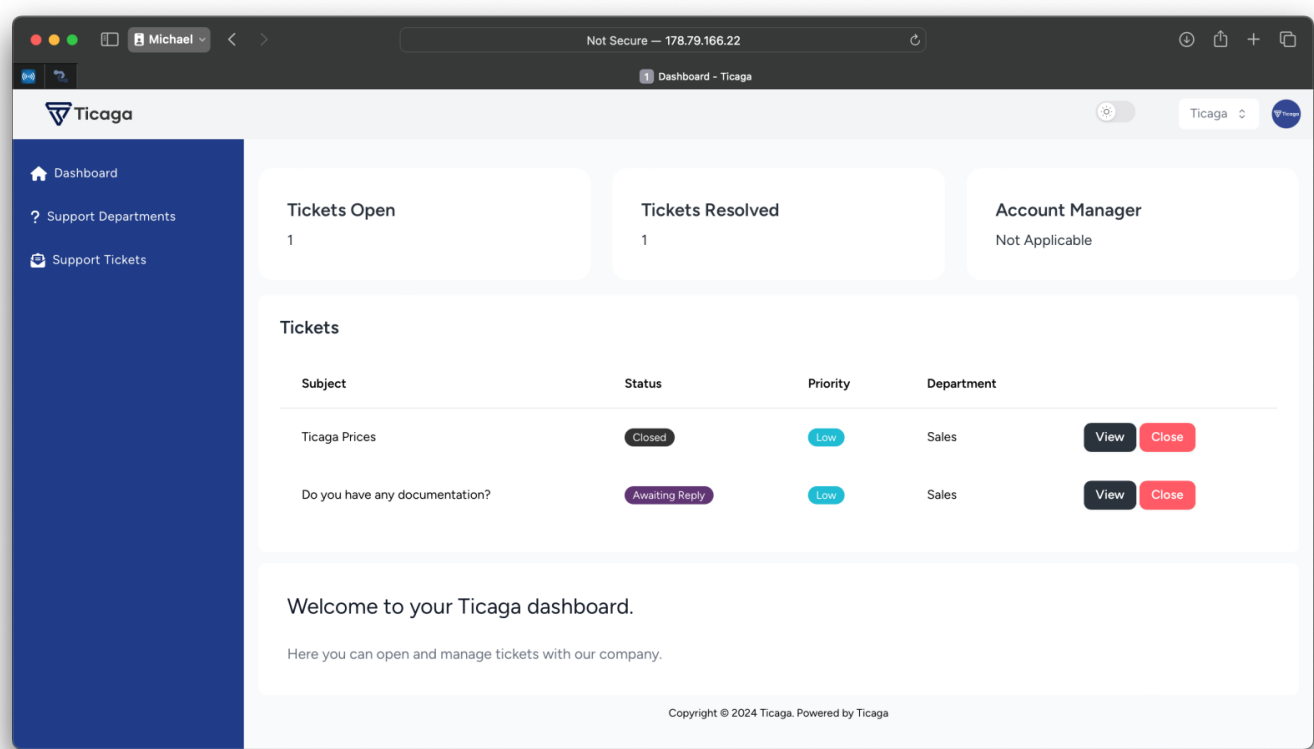 Michael
Not Secure — 178.79.166.22
1 Dashboard - Ticaga
Ticaga
Ticaga
Ticaga
Dashboard
Support Departments
Support Tickets
Tickets Open
1
Tickets Resolved
1
Account Manager
Not Applicable
Tickets
Subject Status Priority Department
Ticaga Prices Closed Low Sales View Close
Do you have any documentation? Awaiting Reply Low Sales View Close
Welcome to your Ticaga dashboard.
Here you can open and manage tickets with our company.
Copyright © 2024 Ticaga. Powered by Ticaga